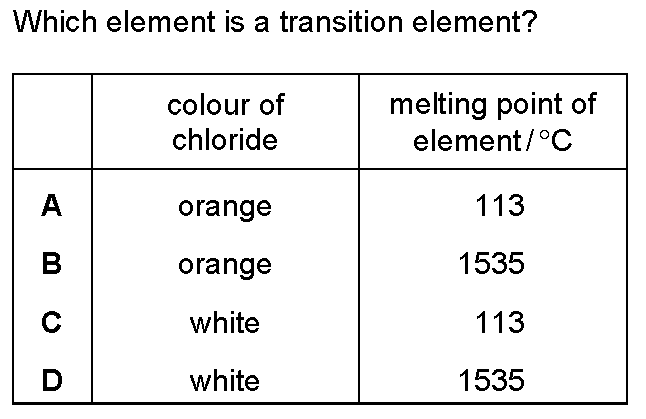 Which element is a transition element?
colour of chloride
melting point of element / °C
A orange 113
B orange 1535
C white 113
D white 1535